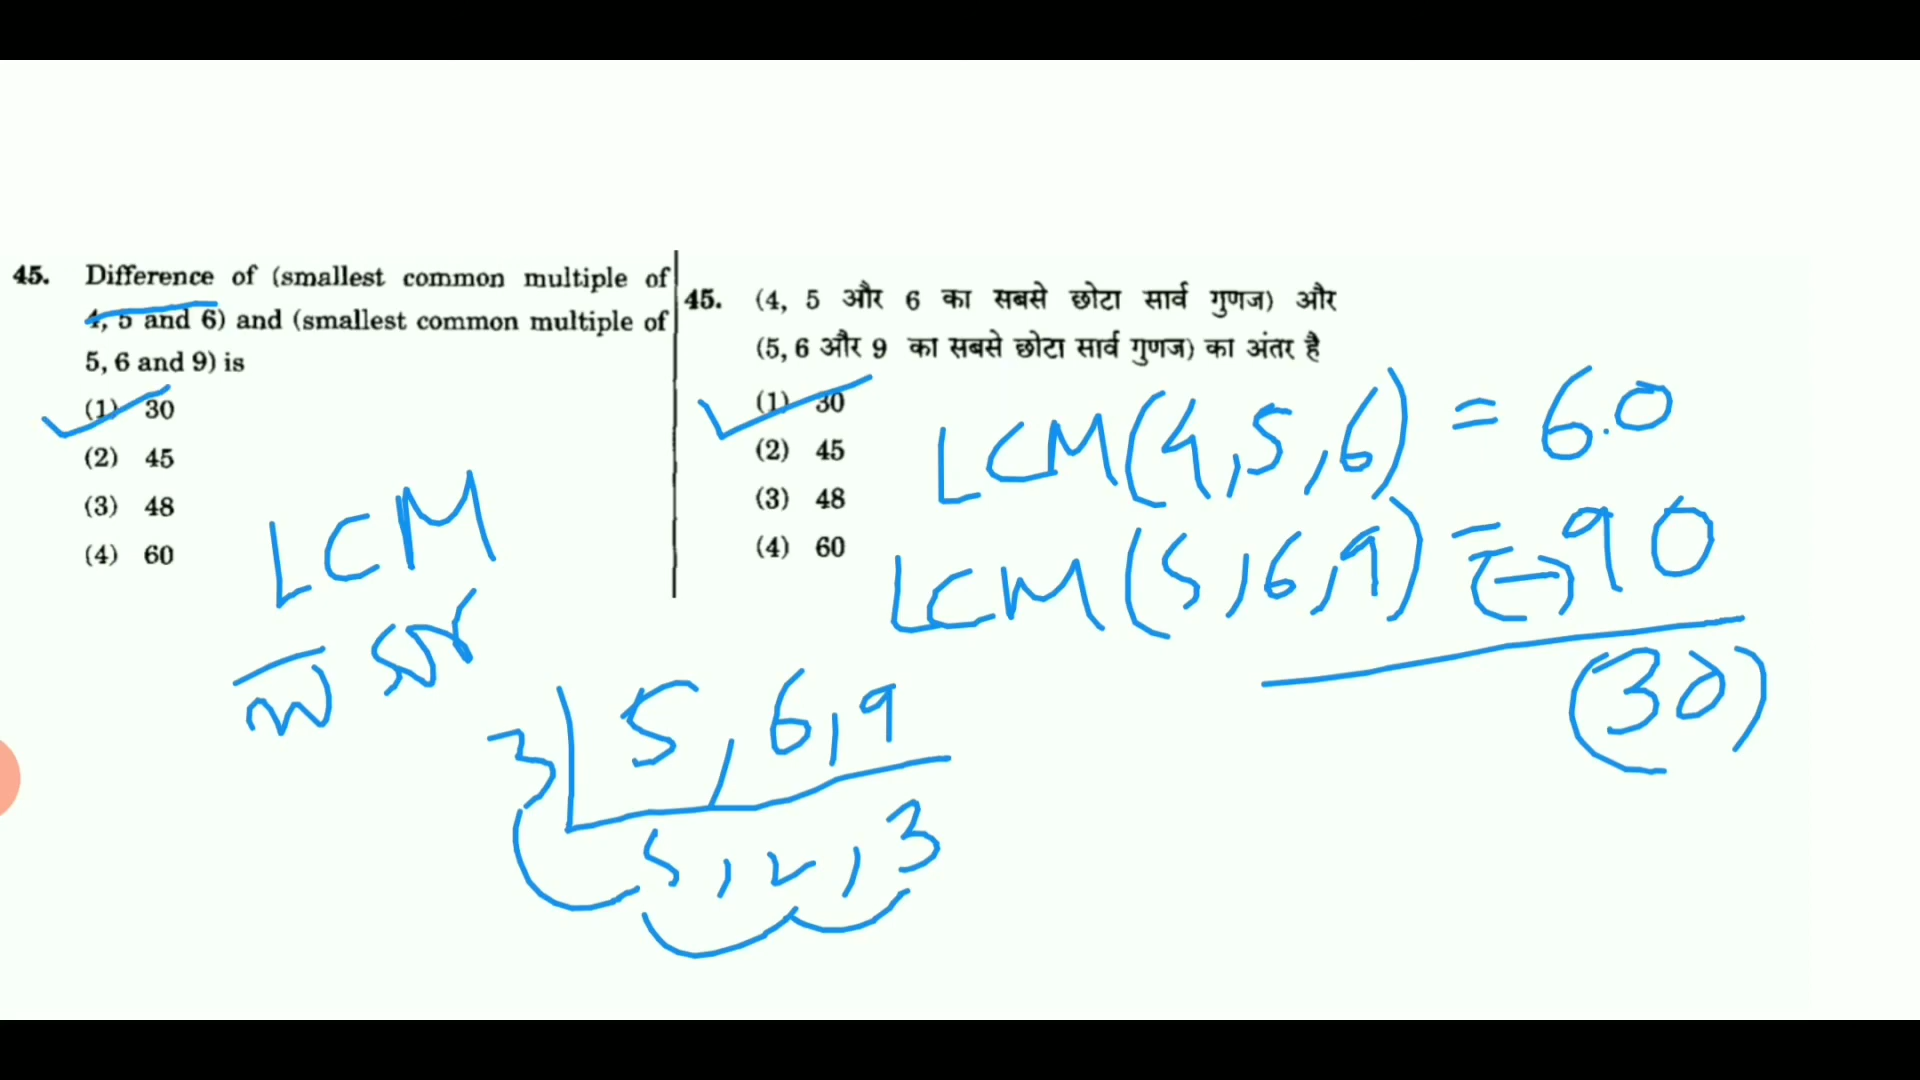 45. Difference of (smallest common multiple of
4, 5 and 6) and (smallest common multiple of
5, 6 and 9) is
(1) 30
(2) 45
(3) 48
(4) 60
45. (4, 5 और 6 का सबसे छोटा सार्व गुणज) और
(5, 6 और 9 का सबसे छोटा सार्व गुणज) का अंतर है
(1) 30
(2) 45
(3) 48
(4) 60
LCM
LCM(4,5,6) = 6.0
LCM(5,6,9) = (-)90
(30)
3 5,6,9
5,2,3